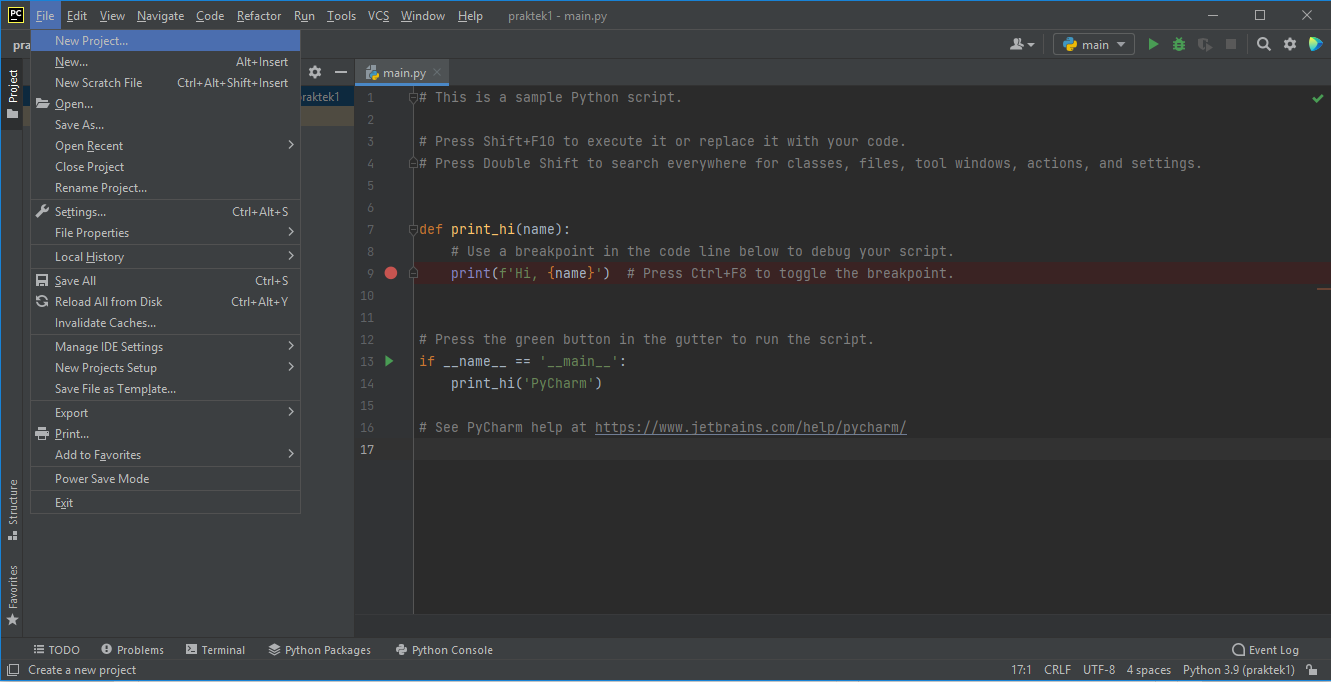 PC File Edit View Navigate Code Refactor Run Tools VCS Window Help praktek1 - main.py
pra
main
New Project...
New... Alt+Insert
New Scratch File Ctrl+Alt+Shift+Insert
Open...
Save As...
Open Recent
Close Project
Rename Project...
Settings... Ctrl+Alt+S
File Properties
Local History
Save All Ctrl+S
Reload All from Disk Ctrl+Alt+Y
Invalidate Caches...
Manage IDE Settings
New Projects Setup
Save File as Template...
Export
Print...
Add to Favorites
Power Save Mode
Exit
Project
Structure
Favorites
raktek1
main.py
1 # This is a sample Python script.
2
3 # Press Shift+F10 to execute it or replace it with your code.
4 # Press Double Shift to search everywhere for classes, files, tool windows, actions, and settings.
5
6
7 def print_hi(name):
8 # Use a breakpoint in the code line below to debug your script.
9 print(f'Hi, {name}') # Press Ctrl+F8 to toggle the breakpoint.
10
11
12 # Press the green button in the gutter to run the script.
13 if __name__ == '__main__':
14 print_hi('PyCharm')
15
16 # See PyCharm help at https://www.jetbrains.com/help/pycharm/
17
TODO Problems Terminal Python Packages Python Console Event Log
Create a new project 17:1 CRLF UTF-8 4 spaces Python 3.9 (praktek1)